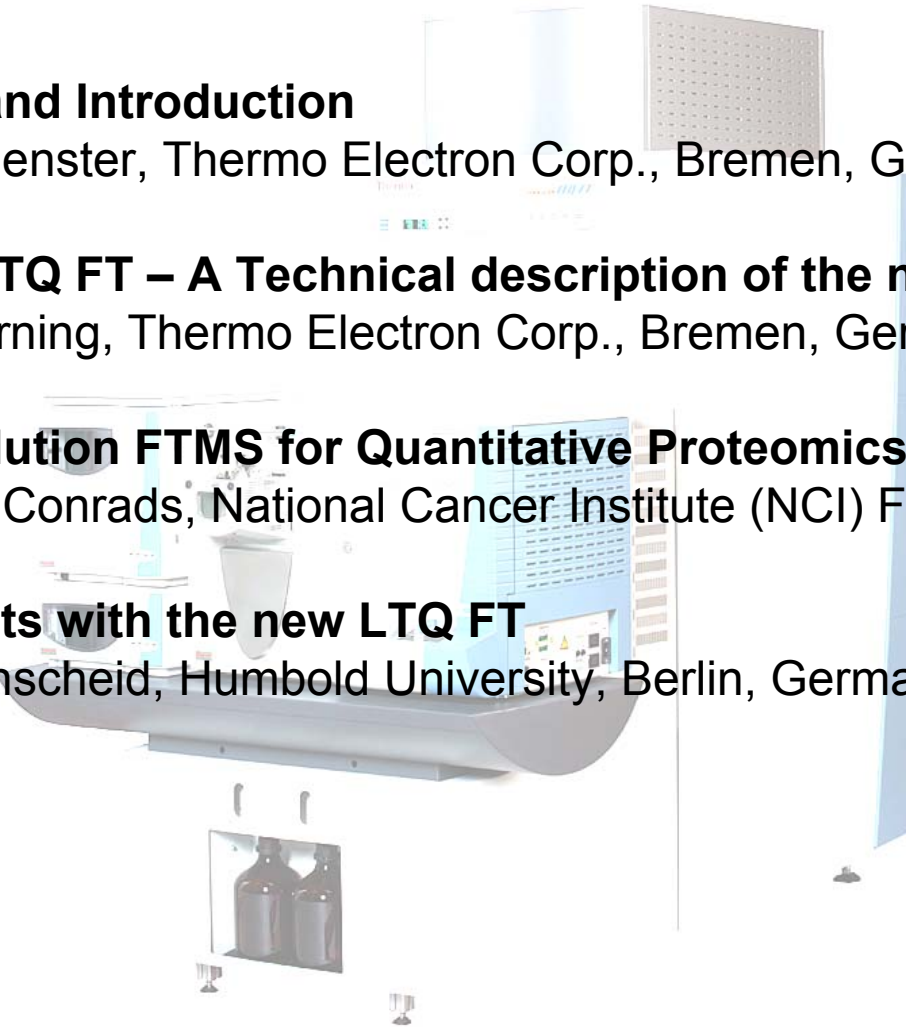 and Introduction
enster, Thermo Electron Corp., Bremen, G
TQ FT – A Technical description of the n
rning, Thermo Electron Corp., Bremen, Ger
lution FTMS for Quantitative Proteomics
Conrads, National Cancer Institute (NCI) F
ts with the new LTQ FT
nscheid, Humbold University, Berlin, Germa